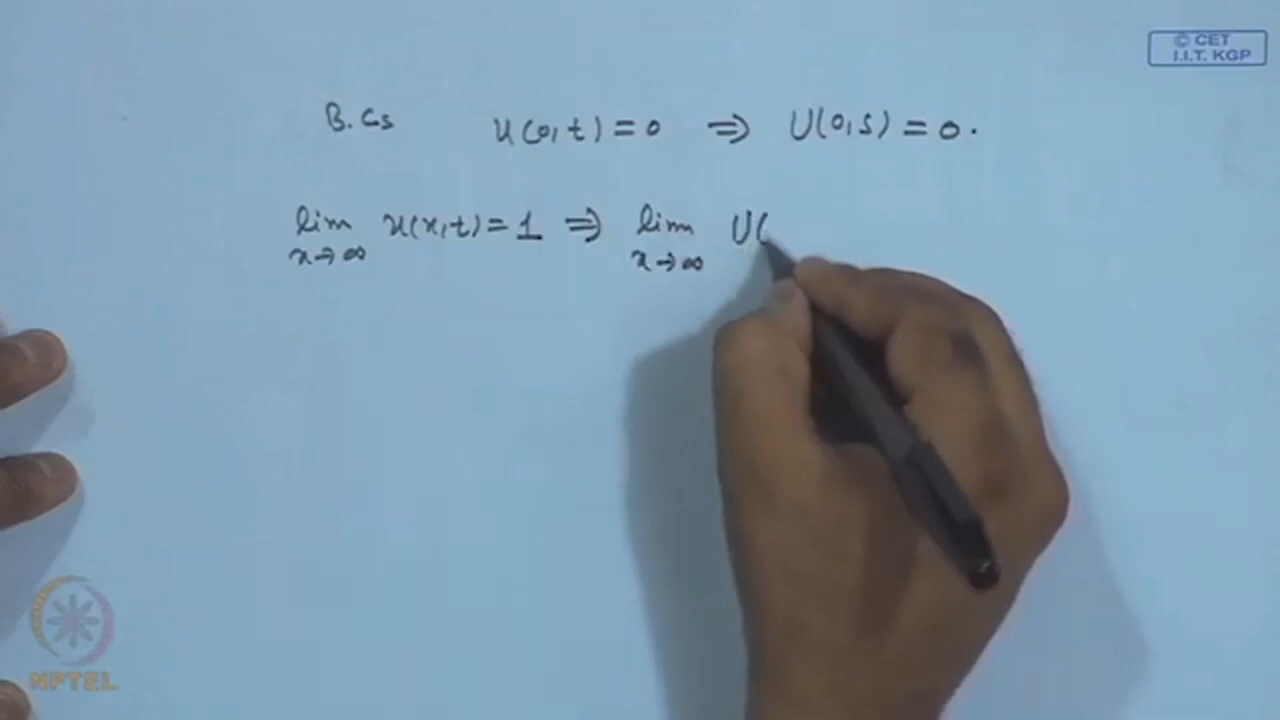 © CET
I.I.T. KGP
B.Cs u(0,t) = 0 ⇒ U(0,s) = 0.
lim u(x,t) = 1 ⇒ lim U(
x→∞ x→∞
NPTEL